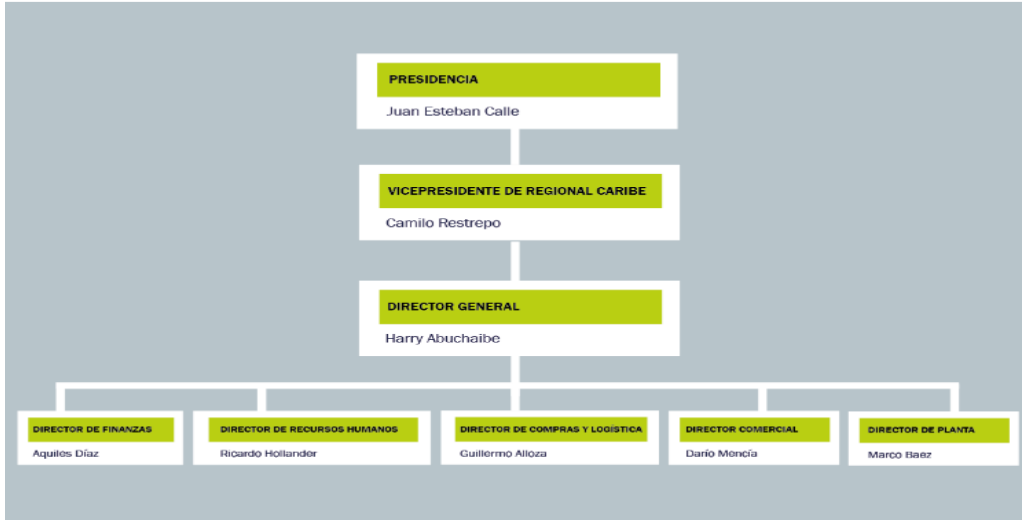 PRESIDENCIA
Juan Esteban Calle
VICEPRESIDENTE DE REGIONAL CARIBE
Camilo Restrepo
DIRECTOR GENERAL
Harry Abuchaibe
DIRECTOR DE FINANZAS
Aquiles Díaz
DIRECTOR DE RECURSOS HUMANOS
Ricardo Hollander
DIRECTOR DE COMPRAS Y LOGÍSTICA
Guillermo Alloza
DIRECTOR COMERCIAL
Darío Mencía
DIRECTOR DE PLANTA
Marco Baez